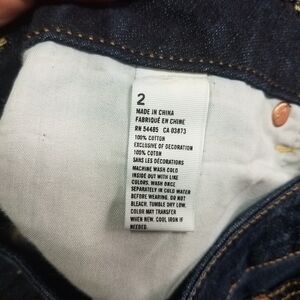 2
MADE IN CHINA
FABRIQUÉ EN CHINE
RN 54485 CA 03873
100% COTTON
EXCLUSIVE OF DECORATION
100% COTON
SANS LES DÉCORATIONS
MACHINE WASH COLD
INSIDE OUT WITH LIKE
COLORS. WASH ONCE
SEPARATELY IN COLD WATER
BEFORE WEARING. DO NOT
BLEACH. TUMBLE DRY LOW.
COLOR MAY TRANSFER
WHEN NEW. COOL IRON IF
NEEDED.